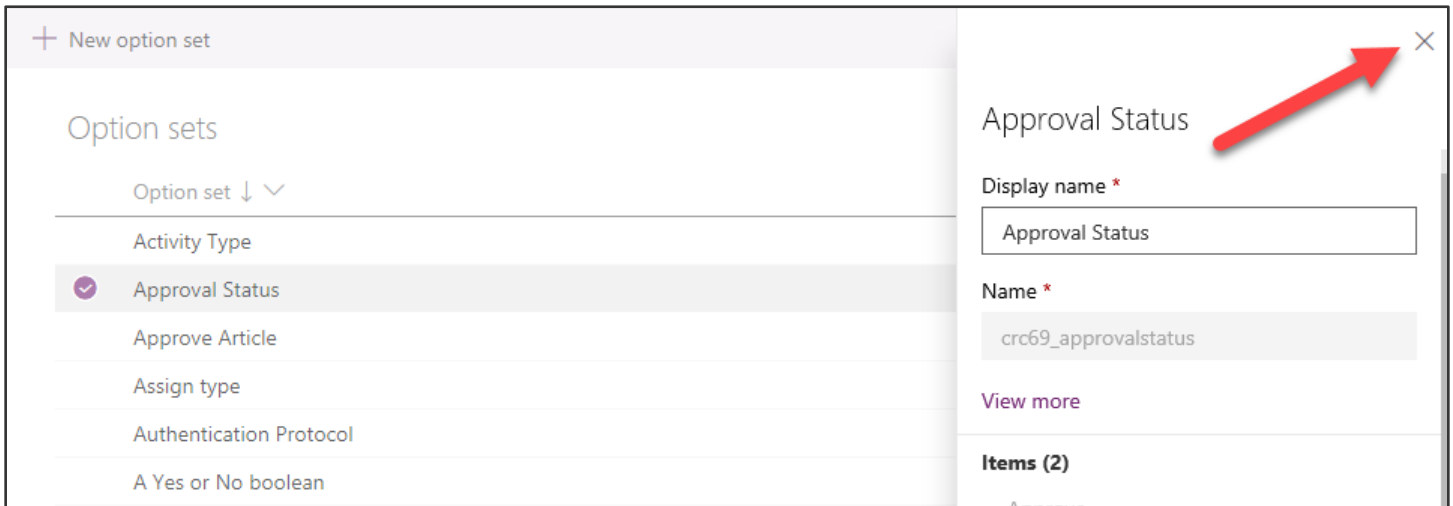 New option set
Option sets
Option set
Activity Type
Approval Status
Approve Article
Assign type
Authentication Protocol
A Yes or No boolean
Approval Status
Display name *
Approval Status
Name *
crc69_approvalstatus
View more
Items (2)